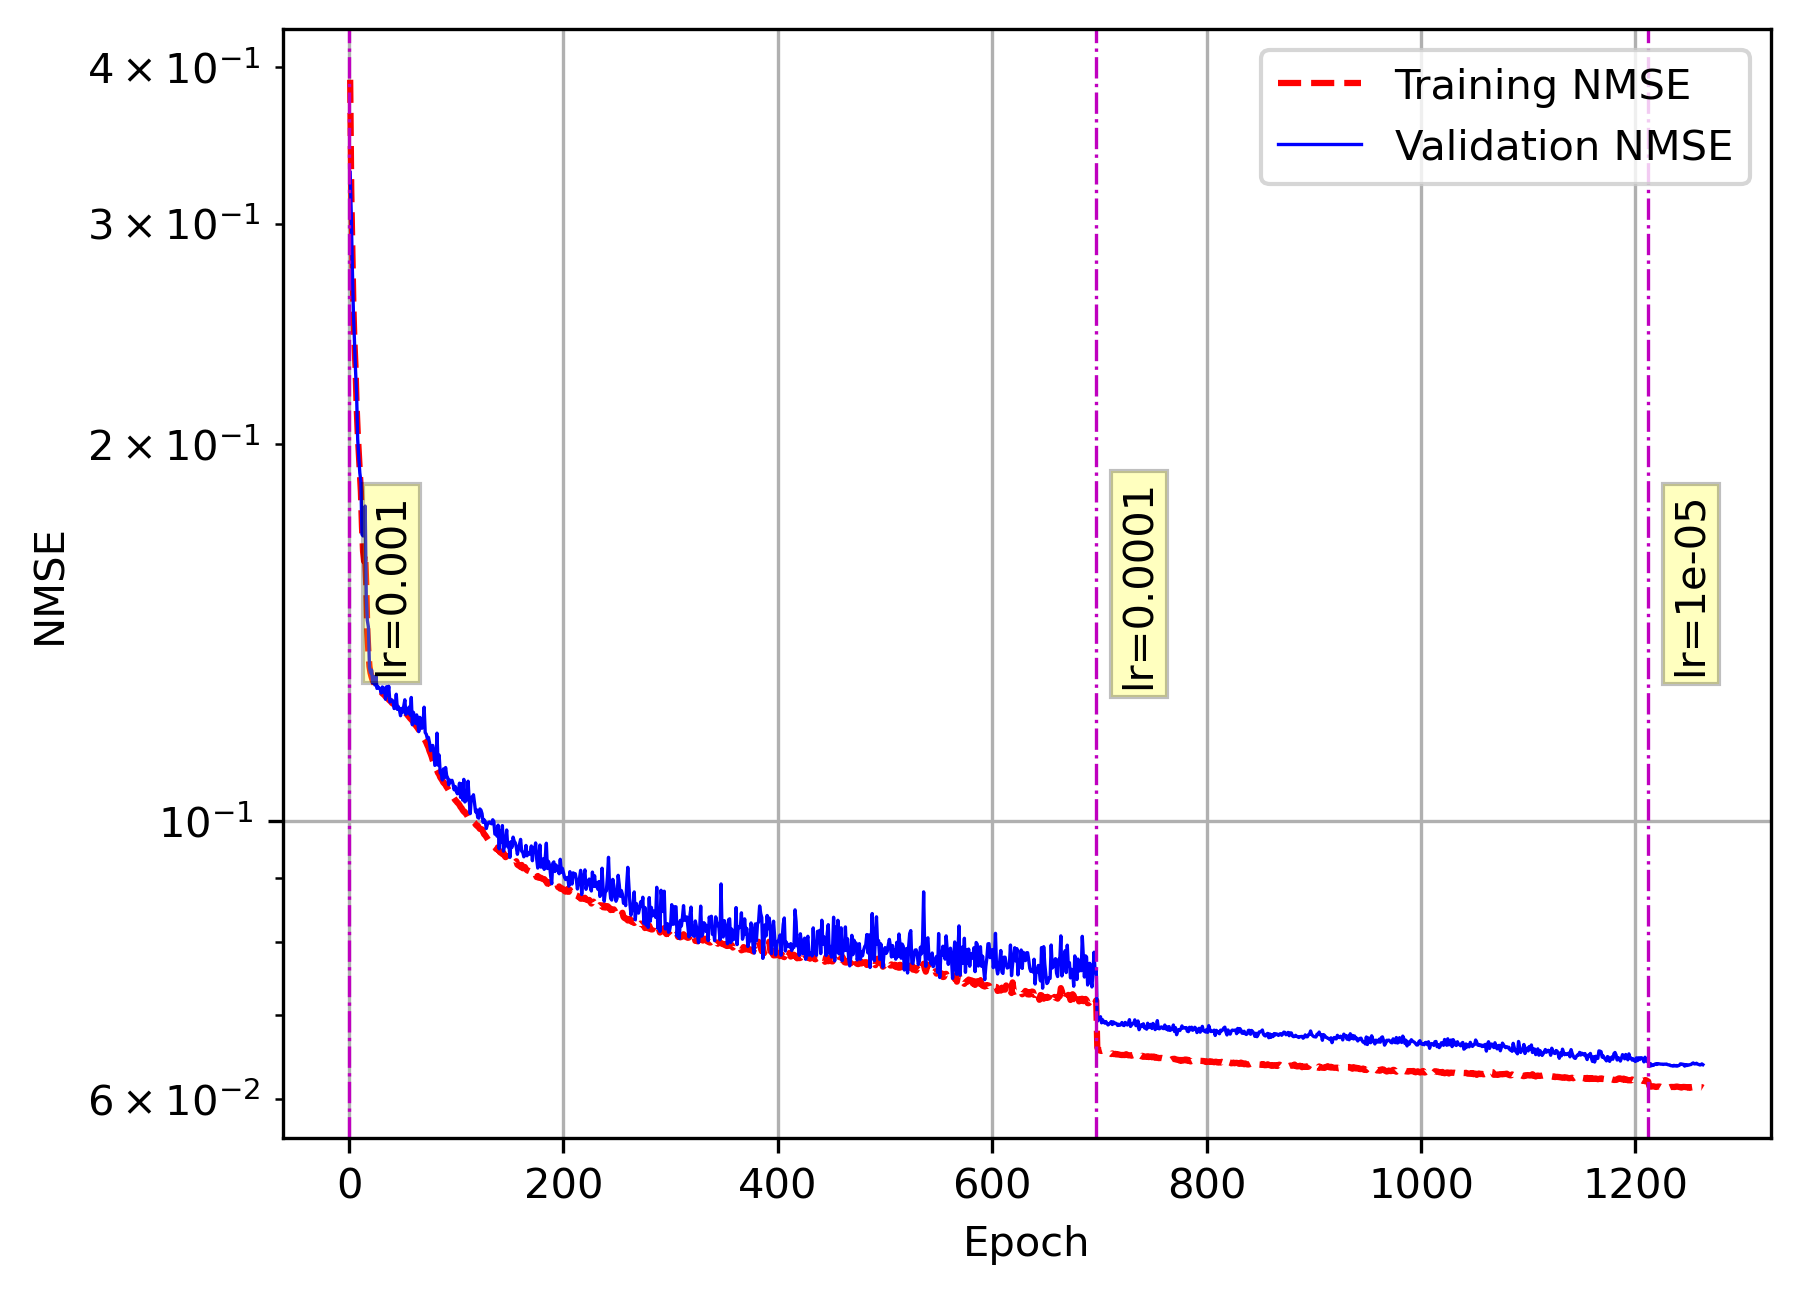 4×10⁻¹
3×10⁻¹
2×10⁻¹
10⁻¹
6×10⁻²
NMSE
Training NMSE
Validation NMSE
lr=0.001
lr=0.0001
lr=1e-05
0 200 400 600 800 1000 1200
Epoch